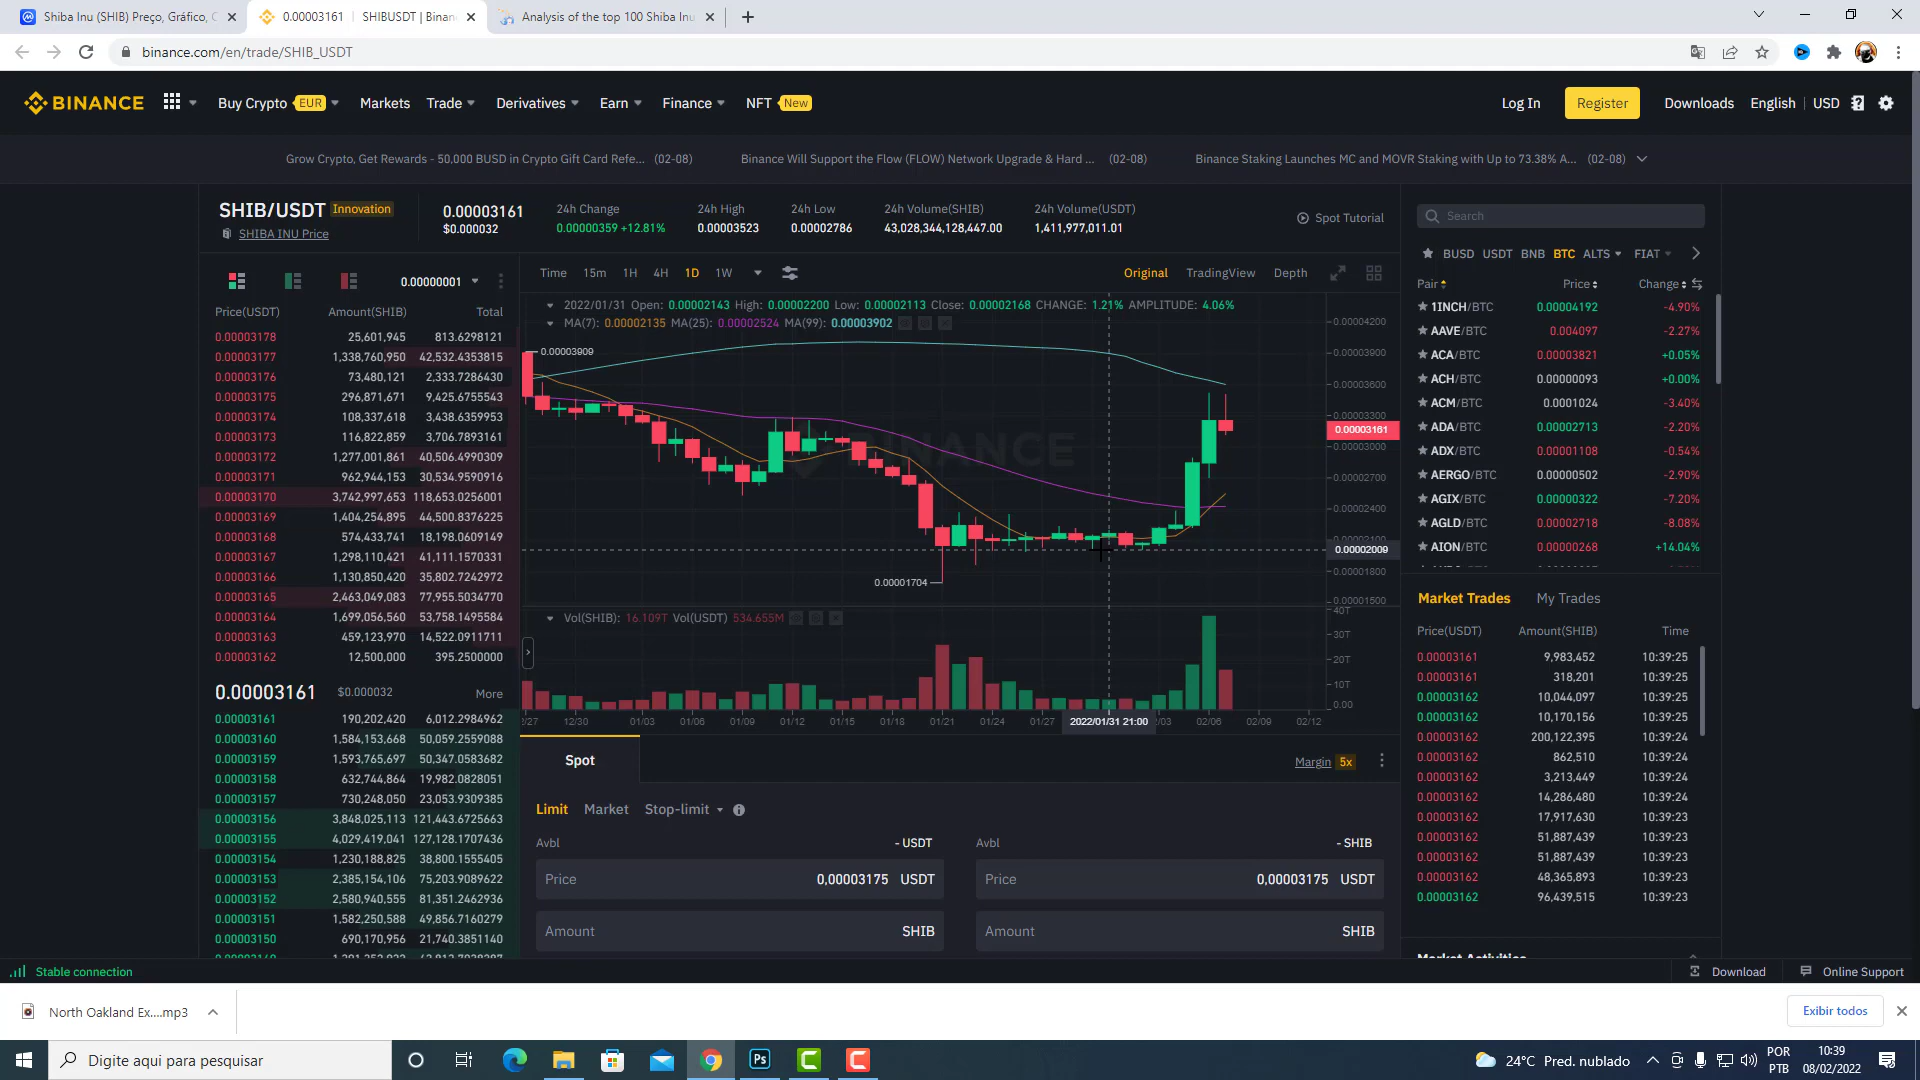 Shiba Inu (SHIB) Preço, Gráfico, C
0.00003161 | SHIBUSDT | Binan
Analysis of the top 100 Shiba Inu
binance.com/en/trade/SHIB_USDT
BINANCE Buy Crypto EUR Markets Trade Derivatives Earn Finance NFT New Log In Register Downloads English USD
Grow Crypto, Get Rewards - 50,000 BUSD in Crypto Gift Card Refe... (02-08) Binance Will Support the Flow (FLOW) Network Upgrade & Hard ... (02-08) Binance Staking Launches MC and MOVR Staking with Up to 73.38% A... (02-08)
SHIB/USDT Innovation
SHIBA INU Price
0.00003161
$0.000032
24h Change
0.00000359 +12.81%
24h High
0.00003523
24h Low
0.00002786
24h Volume(SHIB)
43,028,344,128,447.00
24h Volume(USDT)
1,411,977,011.01
Spot Tutorial
0.00000001
Price(USDT) Amount(SHIB) Total
0.00003178 25,601,945 813.6298121
0.00003177 1,338,760,950 42,532.4353815
0.00003176 73,480,121 2,333.7286430
0.00003175 296,871,671 9,425.6755543
0.00003174 108,337,618 3,438.6359953
0.00003173 116,822,859 3,706.7893161
0.00003172 1,277,001,861 40,506.4990309
0.00003171 962,944,153 30,534.9590916
0.00003170 3,742,997,653 118,653.0256001
0.00003169 1,404,254,895 44,500.8376225
0.00003168 574,433,741 18,198.0609149
0.00003167 1,298,110,421 41,111.1570331
0.00003166 1,130,850,420 35,802.7242972
0.00003165 2,463,049,083 77,955.5034770
0.00003164 1,699,056,560 53,758.1495584
0.00003163 459,123,970 14,522.0911711
0.00003162 12,500,000 395.2500000
0.00003161 $0.000032 More
0.00003161 190,202,420 6,012.2984962
0.00003160 1,584,153,668 50,059.2559088
0.00003159 1,593,765,697 50,347.0583682
0.00003158 632,744,864 19,982.0828051
0.00003157 730,248,050 23,053.9309385
0.00003156 3,848,025,113 121,443.6725663
0.00003155 4,029,419,041 127,128.1707436
0.00003154 1,230,188,825 38,800.1555405
0.00003153 2,385,154,106 75,203.9089622
0.00003152 2,580,940,555 81,351.2462936
0.00003151 1,582,250,588 49,856.7160279
0.00003150 690,170,956 21,740.3851140
Time 15m 1H 4H 1D 1W Original TradingView Depth
2022/01/31 Open: 0.00002143 High: 0.00002200 Low: 0.00002113 Close: 0.00002168 CHANGE: 1.21% AMPLITUDE: 4.06%
MA(7): 0.00002135 MA(25): 0.00002524 MA(99): 0.00003902
0.00003909
BINANCE
0.00001704
0.00004200
0.00003900
0.00003600
0.00003300
0.00003161
0.00003000
0.00002700
0.00002400
0.00002100
0.00002009
0.00001800
0.00001500
Vol(SHIB): 16.109T Vol(USDT) 534.655M
40T
30T
20T
10T
0.00
/27 12/30 01/03 01/06 01/09 01/12 01/15 01/18 01/21 01/24 01/27 2022/01/31 21:00 /03 02/06 02/09 02/12
Spot Margin 5x
Limit Market Stop-limit
Avbl - USDT Avbl - SHIB
Price 0,00003175 USDT Price 0,00003175 USDT
Amount SHIB Amount SHIB
Search
BUSD USDT BNB BTC ALTS FIAT
Pair Price Change
1INCH/BTC 0.00004192 -4.90%
AAVE/BTC 0.004097 -2.27%
ACA/BTC 0.00003821 +0.05%
ACH/BTC 0.00000093 +0.00%
ACM/BTC 0.0001024 -3.40%
ADA/BTC 0.00002713 -2.20%
ADX/BTC 0.00001108 -0.54%
AERGO/BTC 0.00000502 -2.90%
AGIX/BTC 0.00000322 -7.20%
AGLD/BTC 0.00002718 -8.08%
AION/BTC 0.00000268 +14.04%
Market Trades My Trades
Price(USDT) Amount(SHIB) Time
0.00003161 9,983,452 10:39:25
0.00003161 318,201 10:39:25
0.00003162 10,044,097 10:39:25
0.00003162 10,170,156 10:39:25
0.00003162 200,122,395 10:39:24
0.00003162 862,510 10:39:24
0.00003162 3,213,449 10:39:24
0.00003162 14,286,480 10:39:24
0.00003162 17,917,630 10:39:23
0.00003162 51,887,439 10:39:23
0.00003162 51,887,439 10:39:23
0.00003162 48,365,893 10:39:23
0.00003162 96,439,515 10:39:23
Market Activities
Stable connection Download Online Support
North Oakland Ex....mp3 Exibir todos
Digite aqui para pesquisar
Ps
24°C Pred. nublado
POR
PTB
10:39
08/02/2022